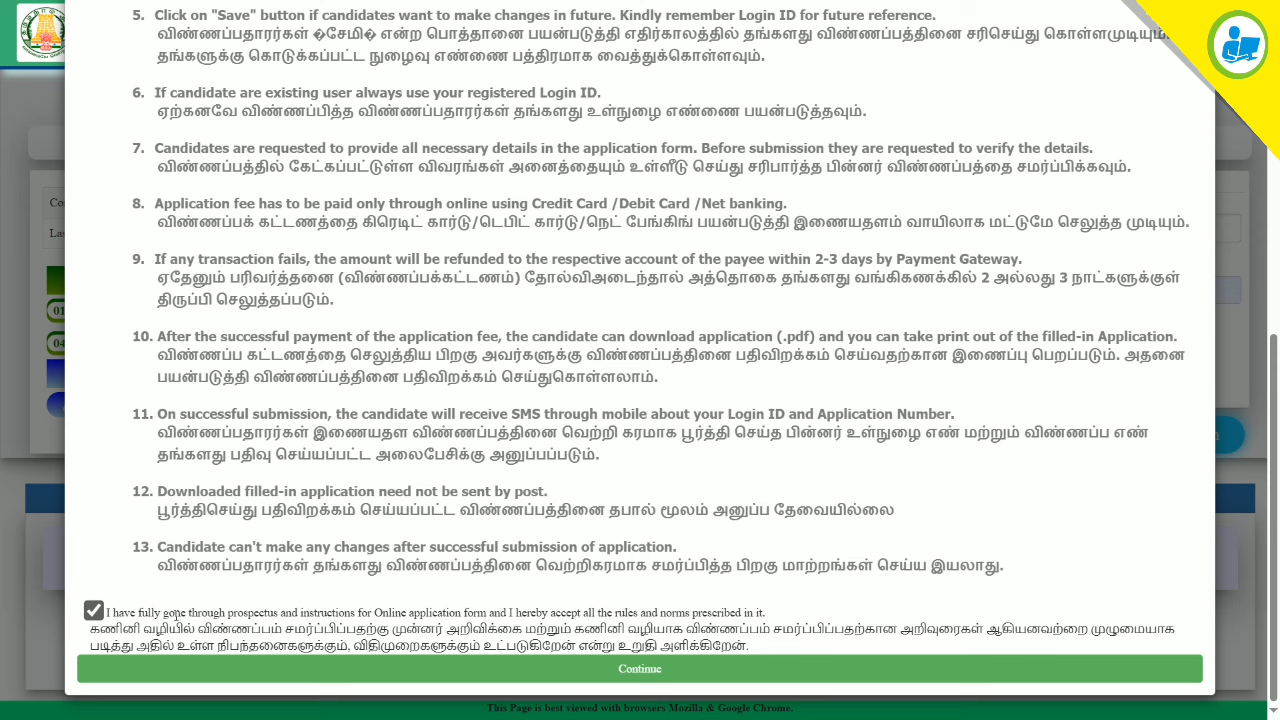 5. Click on "Save" button if candidates want to make changes in future. Kindly remember Login ID for future reference.
விண்ணப்பதாரர்கள் �சேமி� என்ற பொத்தானை பயன்படுத்தி எதிர்காலத்தில் தங்களது விண்ணப்பத்தினை சரிசெய்து கொள்ளமுடியும்.
தங்களுக்கு கொடுக்கப்பட்ட நுழைவு எண்ணை பத்திரமாக வைத்துக்கொள்ளவும்.
6. If candidate are existing user always use your registered Login ID.
ஏற்கனவே விண்ணப்பித்த விண்ணப்பதாரர்கள் தங்களது உள்நுழை எண்ணை பயன்படுத்தவும்.
7. Candidates are requested to provide all necessary details in the application form. Before submission they are requested to verify the details.
விண்ணப்பத்தில் கேட்கப்பட்டுள்ள விவரங்கள் அனைத்தையும் உள்ளீடு செய்து சரிபார்த்த பின்னர் விண்ணப்பத்தை சமர்ப்பிக்கவும்.
8. Application fee has to be paid only through online using Credit Card /Debit Card /Net banking.
விண்ணப்பக் கட்டணத்தை கிரெடிட் கார்டு/டெபிட் கார்டு/நெட் பேங்கிங் பயன்படுத்தி இணையதளம் வாயிலாக மட்டுமே செலுத்த முடியும்.
9. If any transaction fails, the amount will be refunded to the respective account of the payee within 2-3 days by Payment Gateway.
ஏதேனும் பரிவர்த்தனை (விண்ணப்பக்கட்டணம்) தோல்விஅடைந்தால் அத்தொகை தங்களது வங்கிகணக்கில் 2 அல்லது 3 நாட்களுக்குள்
திருப்பி செலுத்தப்படும்.
10. After the successful payment of the application fee, the candidate can download application (.pdf) and you can take print out of the filled-in Application.
விண்ணப்ப கட்டணத்தை செலுத்திய பிறகு அவர்களுக்கு விண்ணப்பத்தினை பதிவிறக்கம் செய்வதற்கான இணைப்பு பெறப்படும். அதனை
பயன்படுத்தி விண்ணப்பத்தினை பதிவிறக்கம் செய்துகொள்ளலாம்.
11. On successful submission, the candidate will receive SMS through mobile about your Login ID and Application Number.
விண்ணப்பதாரர்கள் இணையதள விண்ணப்பத்தினை வெற்றி கரமாக பூர்த்தி செய்த பின்னர் உள்நுழை எண் மற்றும் விண்ணப்ப எண்
தங்களது பதிவு செய்யப்பட்ட அலைபேசிக்கு அனுப்பப்படும்.
12. Downloaded filled-in application need not be sent by post.
பூர்த்திசெய்து பதிவிறக்கம் செய்யப்பட்ட விண்ணப்பத்தினை தபால் மூலம் அனுப்ப தேவையில்லை
13. Candidate can't make any changes after successful submission of application.
விண்ணப்பதாரர்கள் தங்களது விண்ணப்பத்தினை வெற்றிகரமாக சமர்ப்பித்த பிறகு மாற்றங்கள் செய்ய இயலாது.
I have fully gone through prospectus and instructions for Online application form and I hereby accept all the rules and norms prescribed in it.
கணினி வழியில் விண்ணப்பம் சமர்ப்பிப்பதற்கு முன்னர் அறிவிக்கை மற்றும் கணினி வழியாக விண்ணப்பம் சமர்ப்பிப்பதற்கான அறிவுரைகள் ஆகியனவற்றை முழுமையாக
படித்து அதில் உள்ள நிபந்தனைகளுக்கும், விதிமுறைகளுக்கும் உட்படுகிறேன் என்று உறுதி அளிக்கிறேன்.
Continue
This Page is best viewed with browsers Mozilla & Google Chrome.